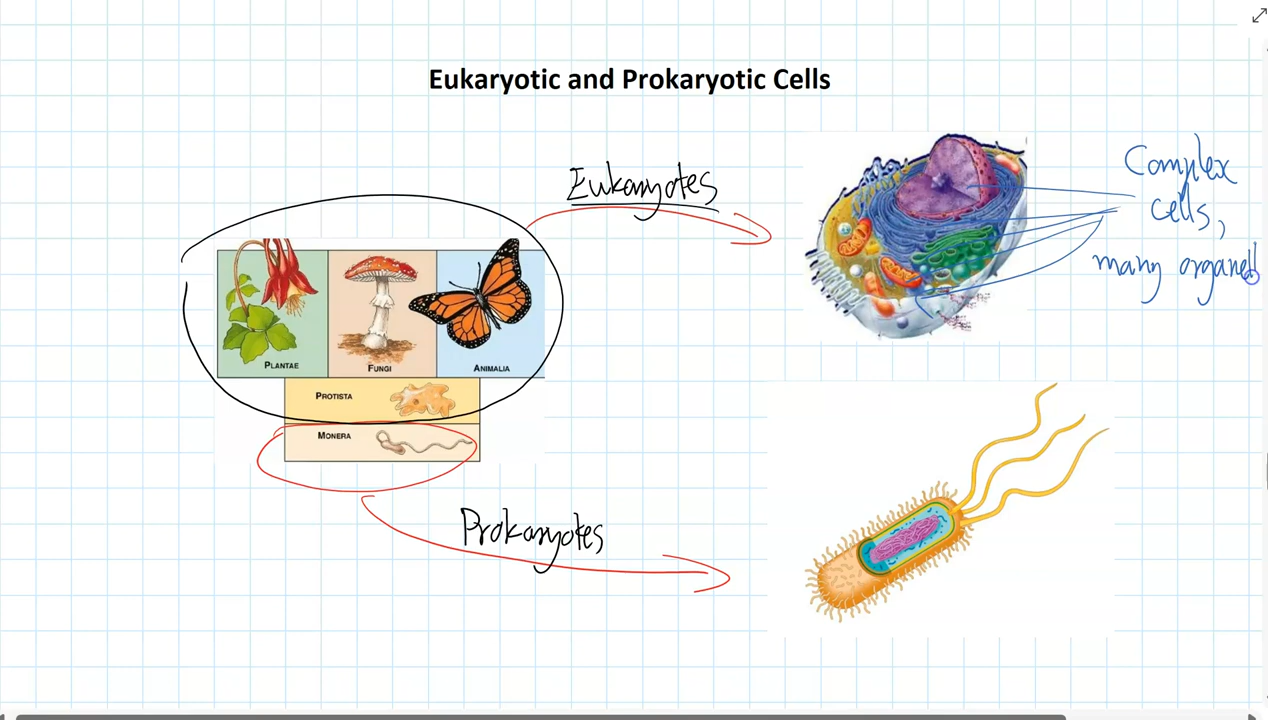 Eukaryotic and Prokaryotic Cells
Eukaryotes
Complex
cells,
many organell
PLANTAE
FUNGI
ANIMALIA
PROTISTA
MONERA
Prokaryotes